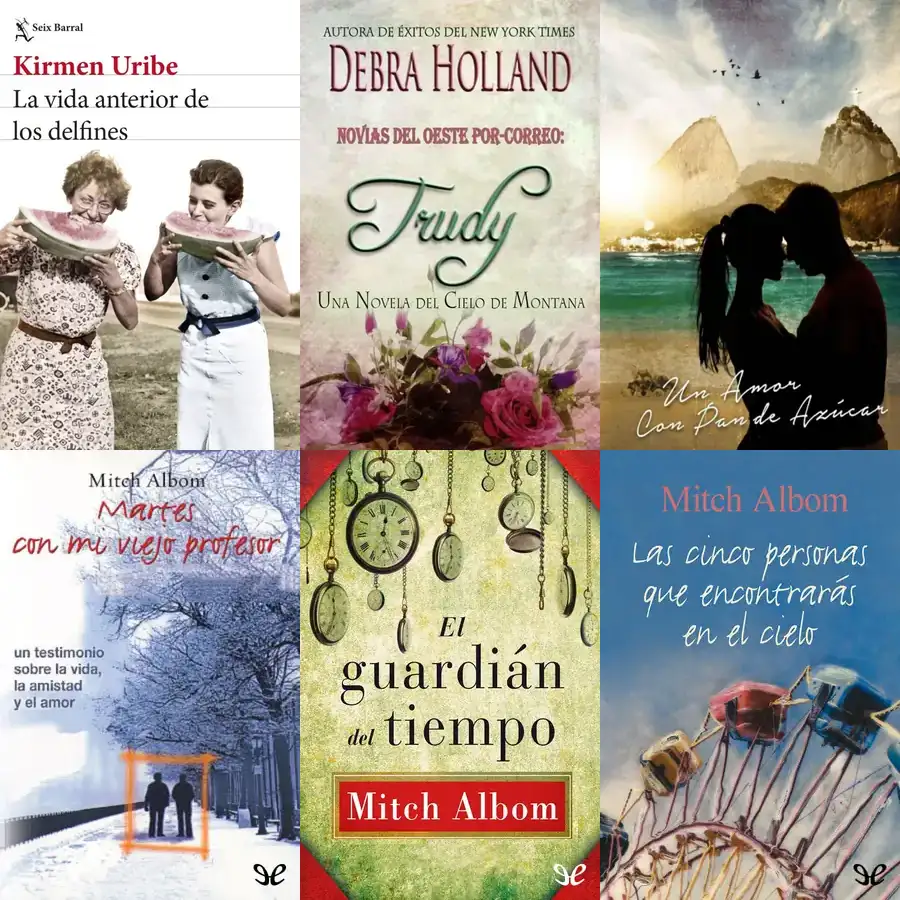 Seix Barral
Kirmen Uribe
La vida anterior de
los delfines
AUTORA DE ÉXITOS DEL NEW YORK TIMES
DEBRA HOLLAND
NOVIAS DEL OESTE POR-CORREO:
Trudy
UNA NOVELA DEL CIELO DE MONTANA
Un Amor
Con Pan de Azúcar
Mitch Albom
Martes
con mi viejo profesor
un testimonio
sobre la vida,
la amistad
y el amor
El
guardián
del tiempo
Mitch Albom
Mitch Albom
Las cinco personas
que encontrarás
en el cielo